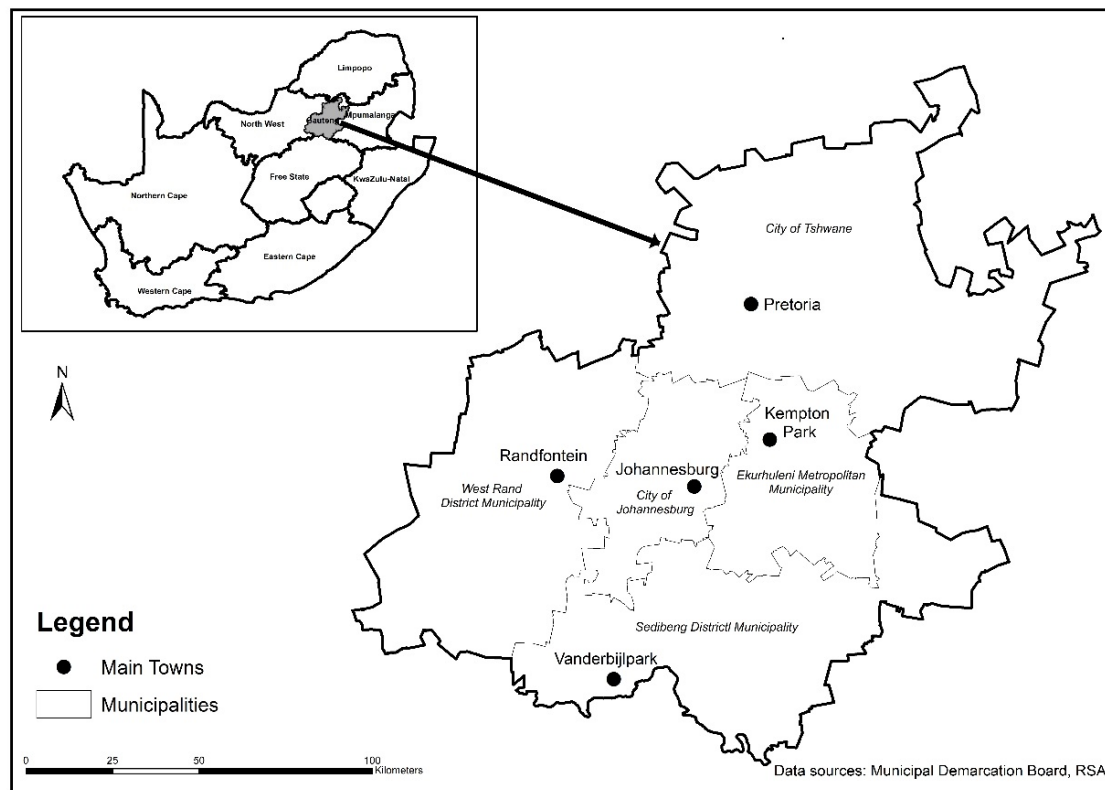 Limpopo
North West
Gauteng
Mpumalanga
Free State
KwaZulu-Natal
Northern Cape
Eastern Cape
Western Cape
City of Tshwane
Pretoria
N
Kempton
Park
Randfontein
Johannesburg
Ekurhuleni Metropolitan
Municipality
West Rand
District Municipality
City of
Johannesburg
Legend
Sedibeng Districtl Municipality
Main Towns
Vanderbijlpark
Municipalities
0 25 50 100
Kilometers
Data sources: Municipal Demarcation Board, RSA